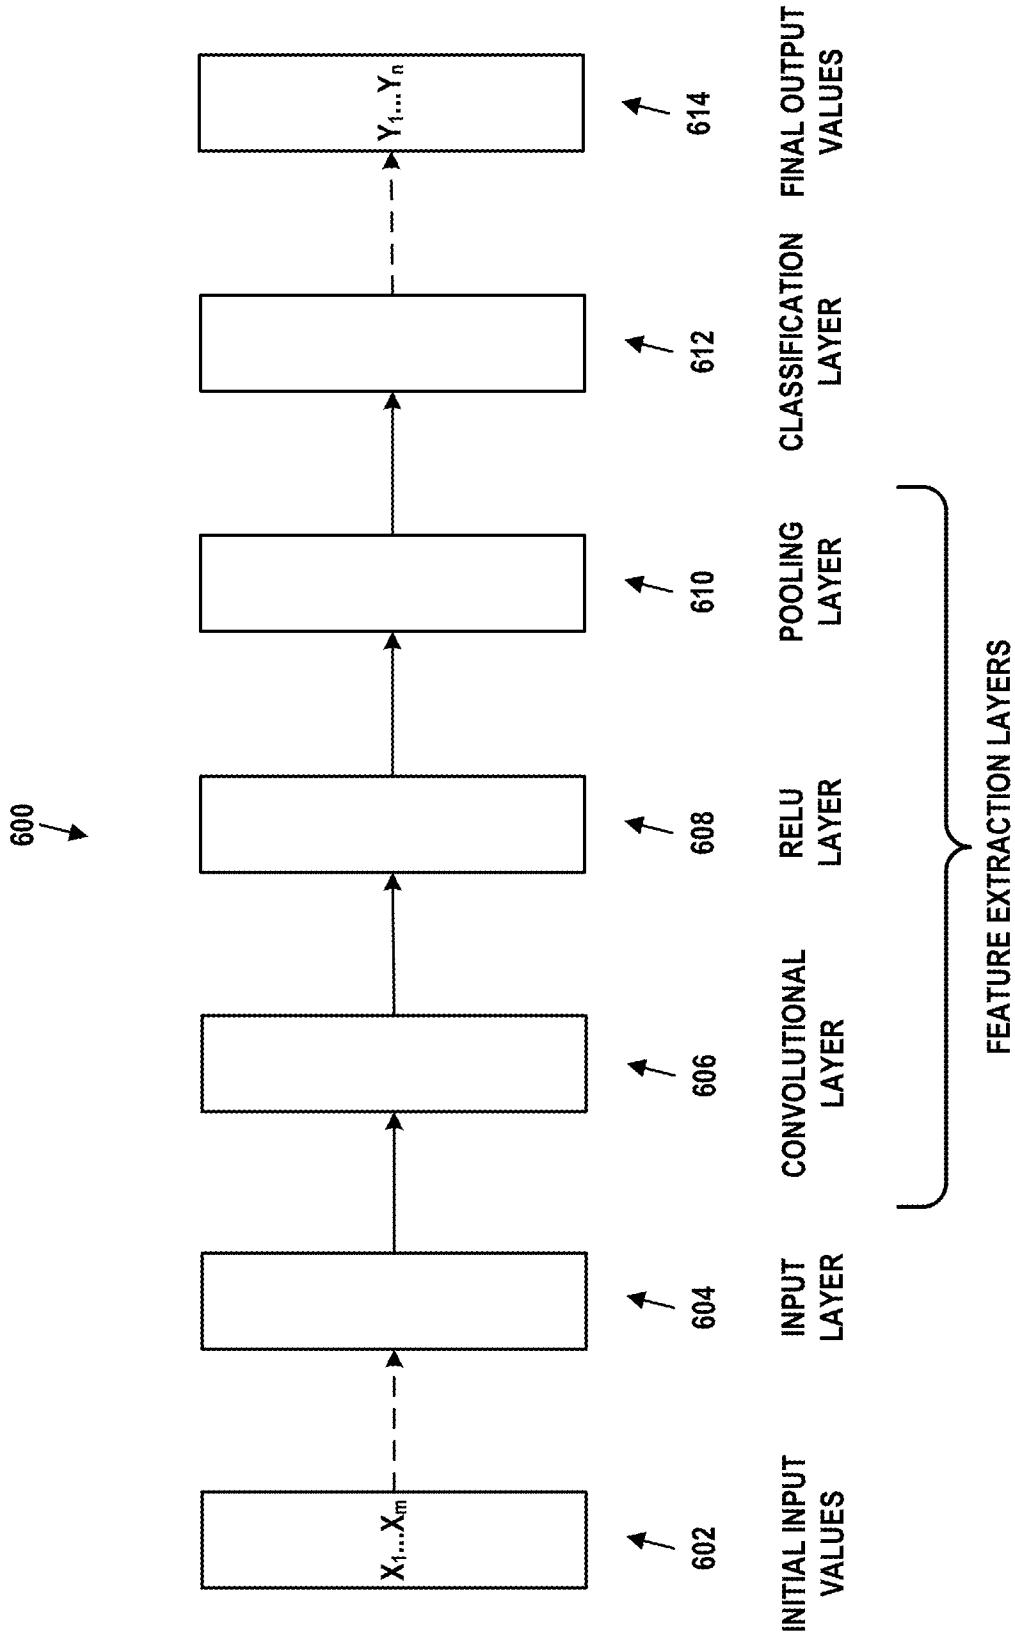 600
X1...Xm
Y1...Yn
602
604
606
608
610
612
614
INITIAL INPUT
VALUES
INPUT
LAYER
CONVOLUTIONAL
LAYER
RELU
LAYER
POOLING
LAYER
CLASSIFICATION
LAYER
FINAL OUTPUT
VALUES
FEATURE EXTRACTION LAYERS